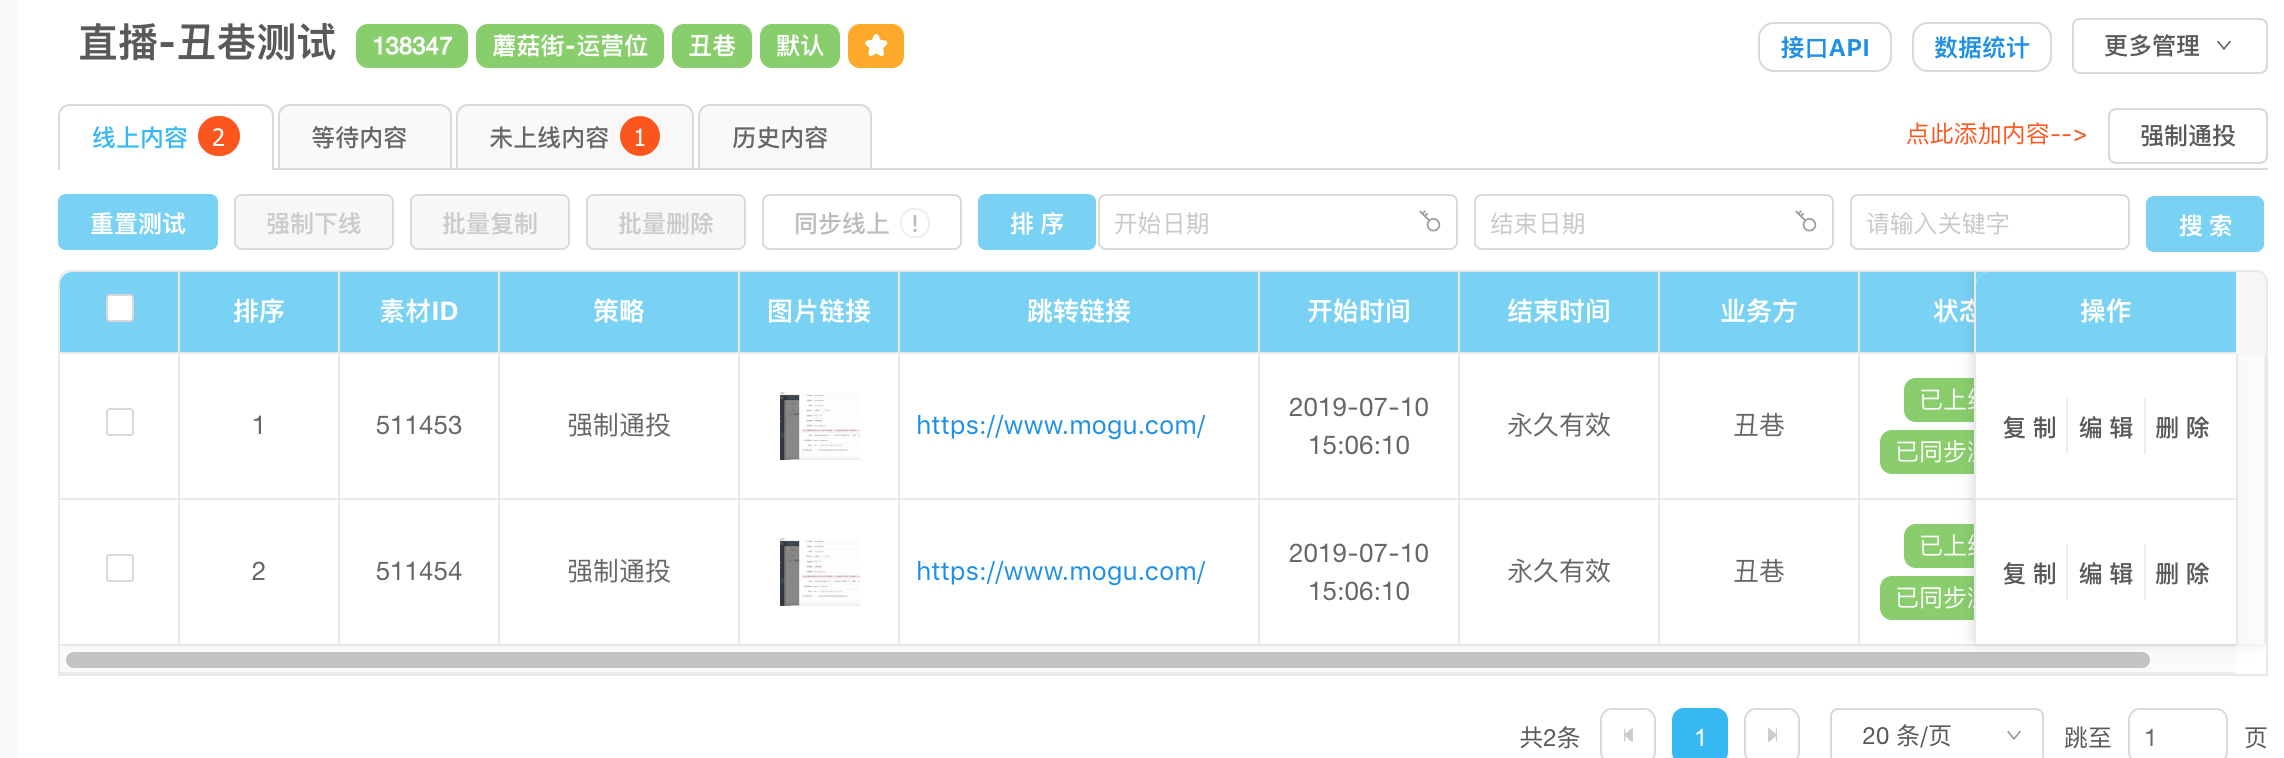 直播-丑巷测试 138347 蘑菇街-运营位 丑巷 默认 接口API 数据统计 更多管理
线上内容 2 等待内容 未上线内容 1 历史内容 点此添加内容--> 强制通投
重置测试 强制下线 批量复制 批量删除 同步线上 排 序 开始日期 结束日期 请输入关键字 搜 索
排序 素材ID 策略 图片链接 跳转链接 开始时间 结束时间 业务方 状态 操作
1 511453 强制通投 https://www.mogu.com/ 2019-07-10 15:06:10 永久有效 丑巷 已上 已同步 复 制 编 辑 删 除
2 511454 强制通投 https://www.mogu.com/ 2019-07-10 15:06:10 永久有效 丑巷 已上 已同步 复 制 编 辑 删 除
共2条 1 20 条/页 跳至 1 页